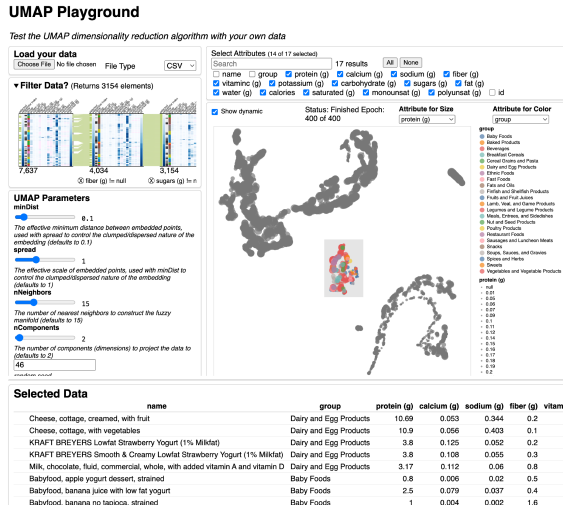 UMAP Playground
Test the UMAP dimensionality reduction algorithm with your own data
Load your data
Choose File No file chosen File Type CSV
▼ Filter Data? (Returns 3154 elements)
7,637 4,034 3,154
ⓧ fiber (g) != null ⓧ sugars (g) != n
UMAP Parameters
minDist
0.1
The effective minimum distance between embedded points,
used with spread to control the clumped/dispersed nature of the
embedding (defaults to 0.1)
spread
1
The effective scale of embedded points, used with minDist to
control the clumped/dispersed nature of the embedding
(defaults to 1)
nNeighbors
15
The number of nearest neighbors to construct the fuzzy
manifold (defaults to 15)
nComponents
2
The number of components (dimensions) to project the data to
(defaults to 2)
46
random seed
Select Attributes (14 of 17 selected)
Search 17 results All None
name group protein (g) calcium (g) sodium (g) fiber (g)
vitaminc (g) potassium (g) carbohydrate (g) sugars (g) fat (g)
water (g) calories saturated (g) monounsat (g) polyunsat (g) id
Show dynamic
Status: Finished Epoch:
400 of 400
Attribute for Size
protein (g)
Attribute for Color
group
group
Baby Foods
Baked Products
Beverages
Breakfast Cereals
Cereal Grains and Pasta
Dairy and Egg Products
Ethnic Foods
Fast Foods
Fats and Oils
Finfish and Shellfish Products
Fruits and Fruit Juices
Lamb, Veal, and Game Products
Legumes and Legume Products
Meals, Entrees, and Sidedishes
Nut and Seed Products
Poultry Products
Restaurant Foods
Sausages and Luncheon Meats
Snacks
Soups, Sauces, and Gravies
Spices and Herbs
Sweets
Vegetables and Vegetable Products
protein (g)
null
0.01
0.05
0.06
0.07
0.09
0.1
0.11
0.12
0.14
0.15
0.16
0.17
0.18
0.19
0.2
Selected Data
name group protein (g) calcium (g) sodium (g) fiber (g) vitam
Cheese, cottage, creamed, with fruit Dairy and Egg Products 10.69 0.053 0.344 0.2
Cheese, cottage, with vegetables Dairy and Egg Products 10.9 0.056 0.403 0.1
KRAFT BREYERS Lowfat Strawberry Yogurt (1% Milkfat) Dairy and Egg Products 3.8 0.125 0.052 0.2
KRAFT BREYERS Smooth & Creamy Lowfat Strawberry Yogurt (1% Milkfat) Dairy and Egg Products 3.8 0.108 0.055 0.3
Milk, chocolate, fluid, commercial, whole, with added vitamin A and vitamin D Dairy and Egg Products 3.17 0.112 0.06 0.8
Babyfood, apple yogurt dessert, strained Baby Foods 0.8 0.006 0.02 0.5
Babyfood, banana juice with low fat yogurt Baby Foods 2.5 0.079 0.037 0.4
Babyfood, banana no tapioca, strained Baby Foods 1 0.004 0.002 1.6